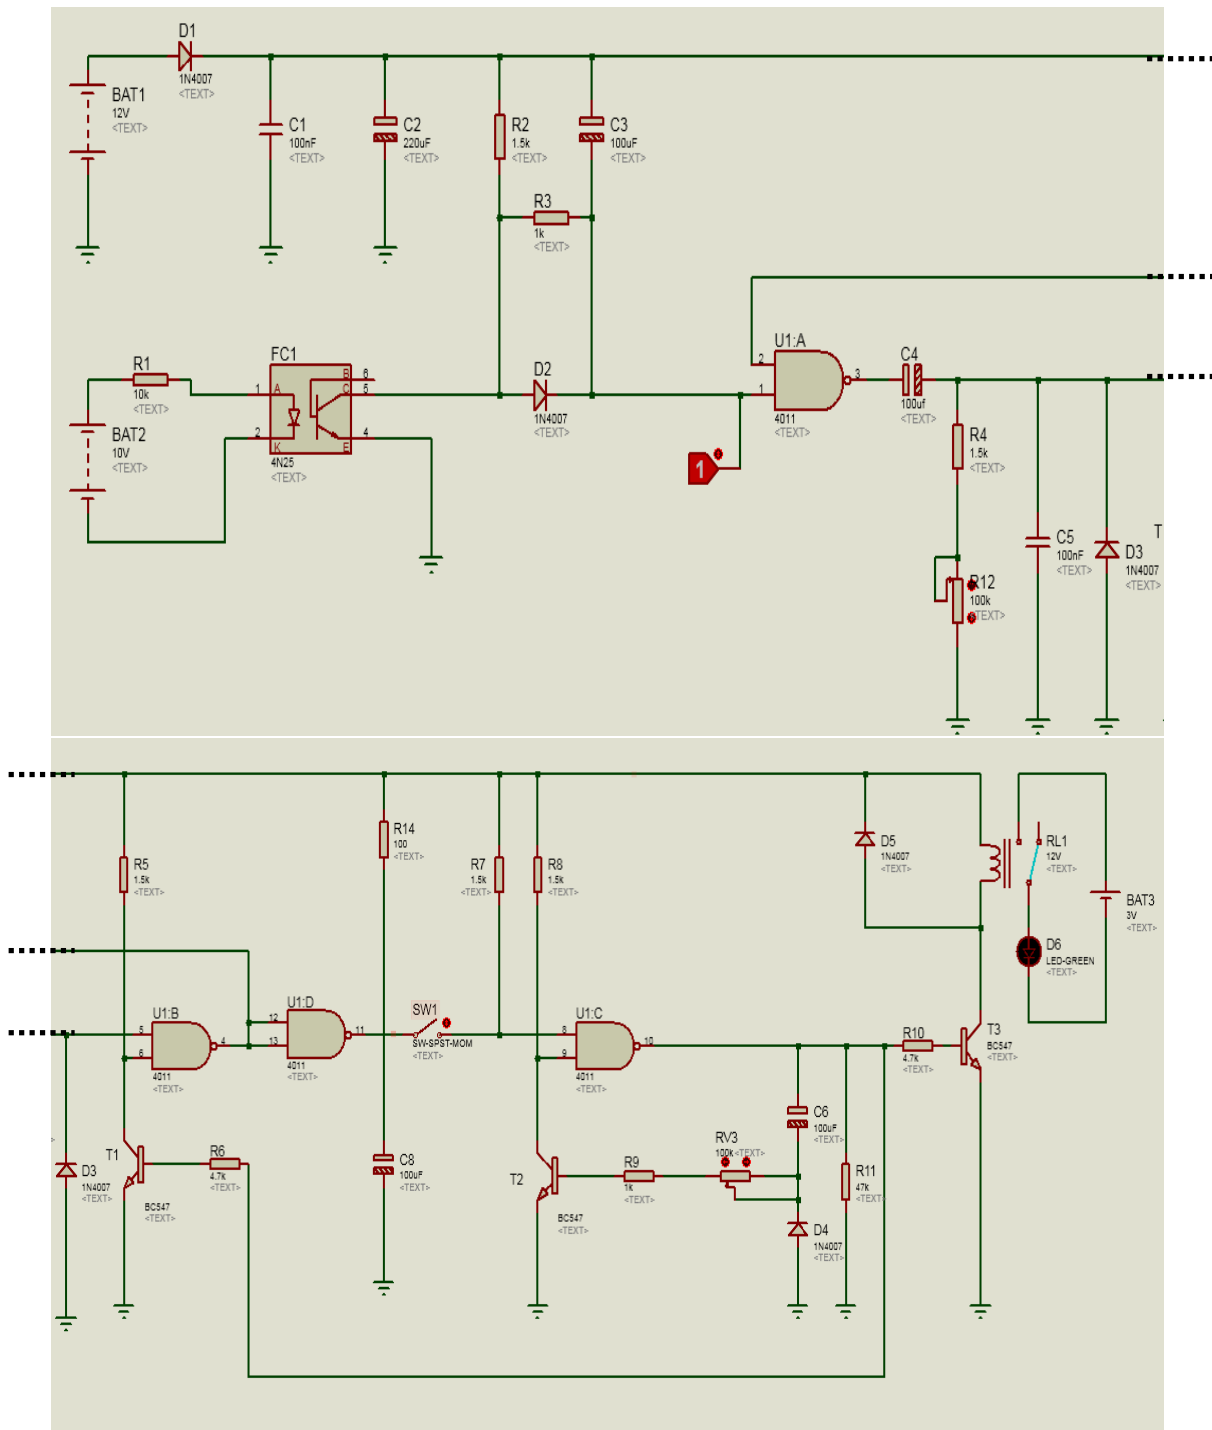 D1
1N4007
<TEXT>
BAT1
12V
<TEXT>
C1
100nF
<TEXT>
C2
220uF
<TEXT>
R2
1.5k
<TEXT>
C3
100uF
<TEXT>
R3
1k
<TEXT>
R1
10k
<TEXT>
BAT2
10V
<TEXT>
FC1
1
2
A
K
B
C
E
6
5
4
4N25
<TEXT>
D2
1N4007
<TEXT>
1
U1:A
2
1
3
4011
<TEXT>
C4
100uf
<TEXT>
R4
1.5k
<TEXT>
R12
100k
<TEXT>
C5
100nF
<TEXT>
D3
1N4007
<TEXT>
T
R5
1.5k
<TEXT>
R14
100
<TEXT>
R7
1.5k
<TEXT>
R8
1.5k
<TEXT>
D5
1N4007
<TEXT>
RL1
12V
<TEXT>
BAT3
3V
<TEXT>
D6
LED-GREEN
<TEXT>
U1:B
5
6
4
4011
<TEXT>
U1:D
12
13
11
4011
<TEXT>
SW1
SW-SPST-MOM
<TEXT>
U1:C
8
9
10
4011
<TEXT>
R10
4.7k
<TEXT>
T3
BC547
<TEXT>
>
D3
1N4007
<TEXT>
T1
BC547
<TEXT>
R6
4.7k
<TEXT>
C8
100uF
<TEXT>
T2
BC547
<TEXT>
R9
1k
<TEXT>
RV3
100k <TEXT>
C6
100uF
<TEXT>
R11
47k
<TEXT>
D4
1N4007
<TEXT>